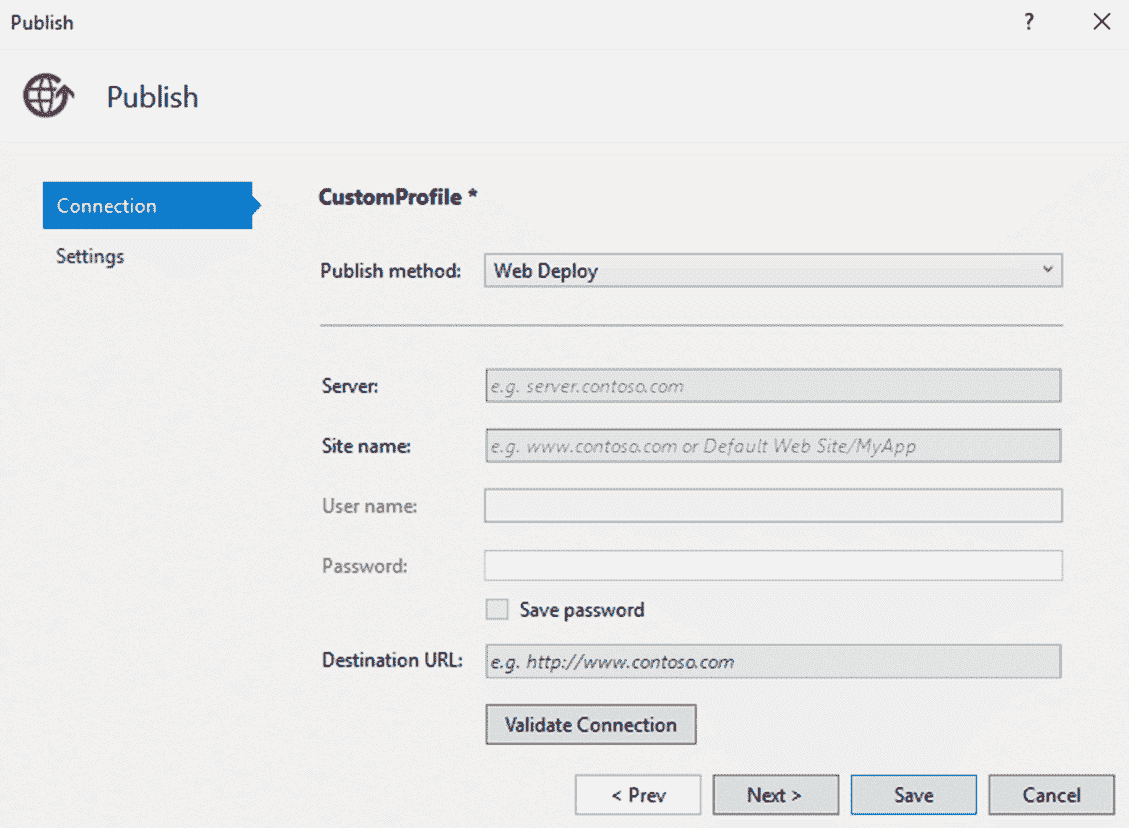 Publish ?
Publish
Connection
Settings
CustomProfile *
Publish method: Web Deploy
Server: e.g. server.contoso.com
Site name: e.g. www.contoso.com or Default Web Site/MyApp
User name:
Password:
Save password
Destination URL: e.g. http://www.contoso.com
Validate Connection
< Prev Next > Save Cancel